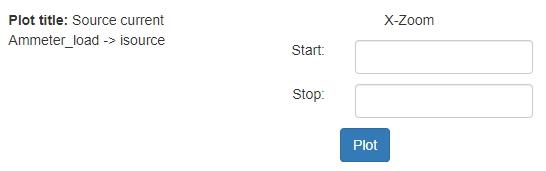 Plot title: Source current
Ammeter_load -> isource
X-Zoom
Start:
Stop:
Plot